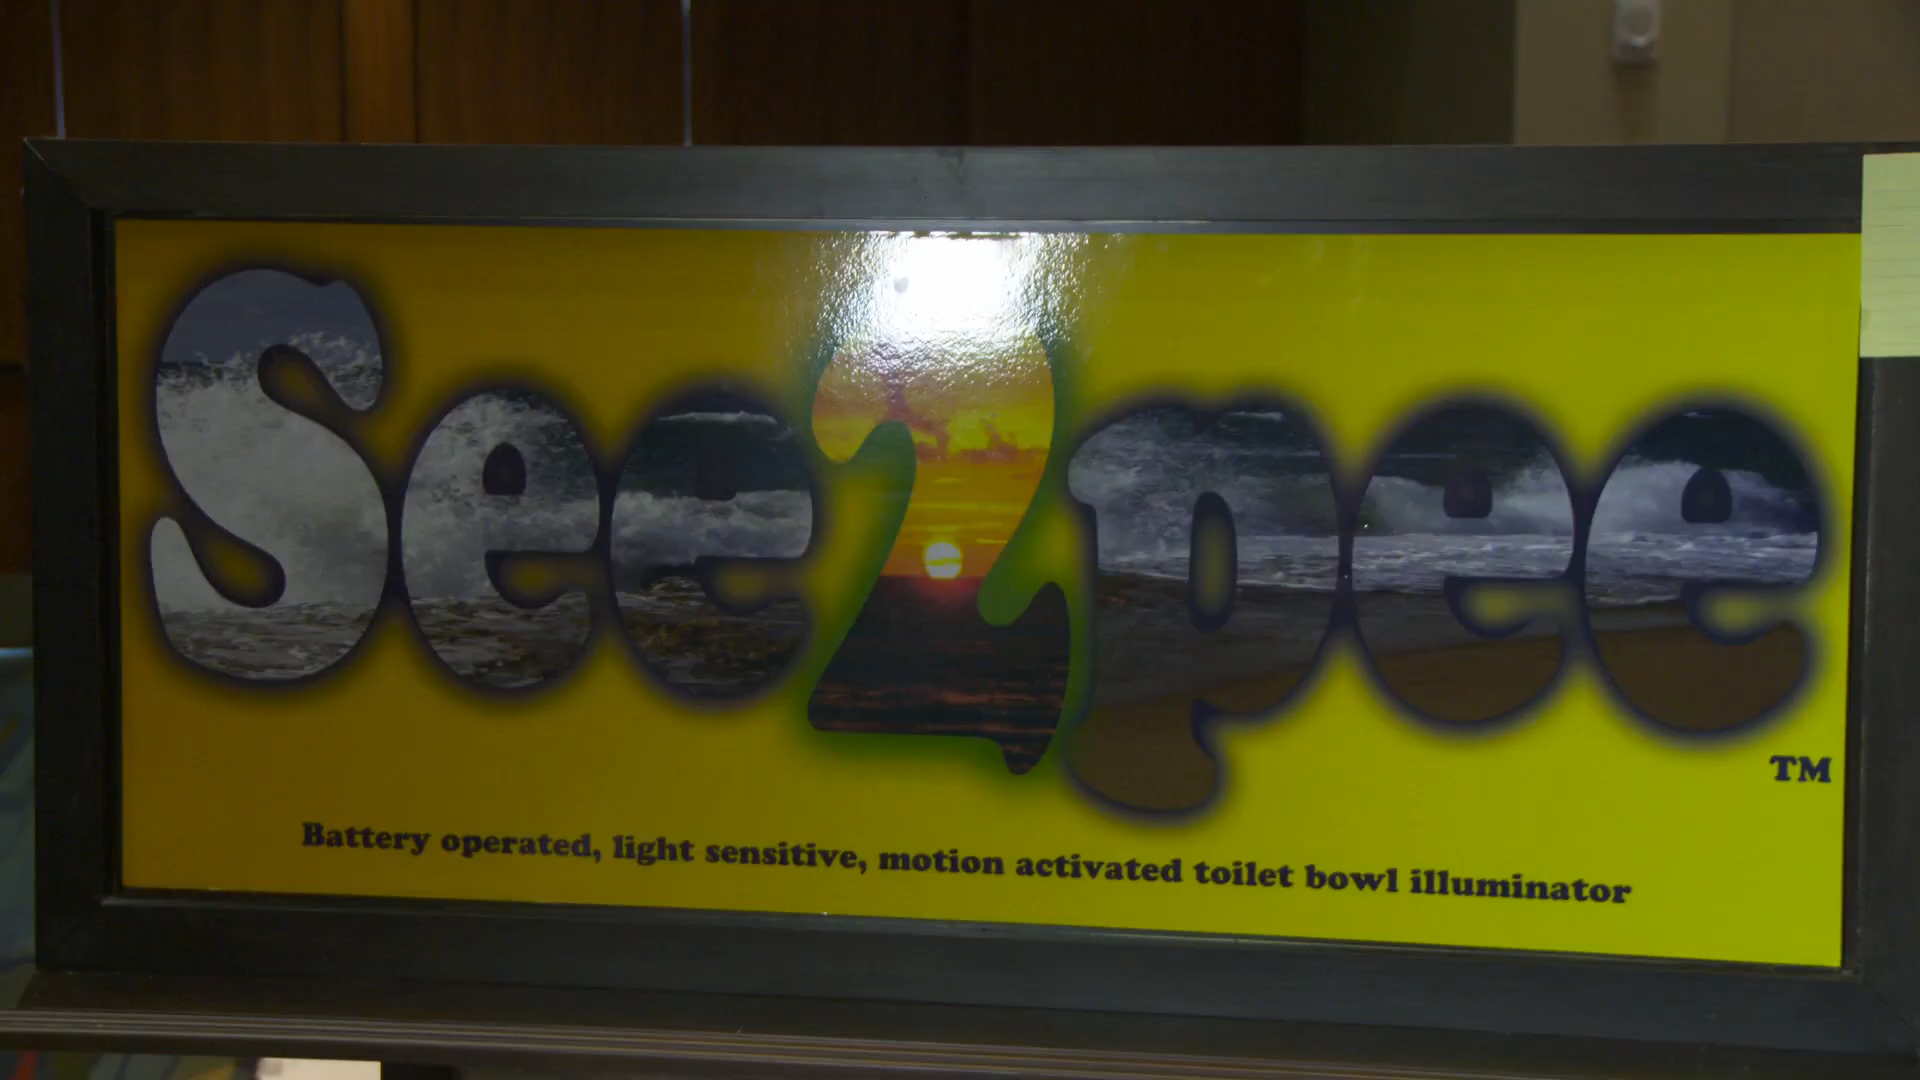 See2pee
TM
Battery operated, light sensitive, motion activated toilet bowl illuminator